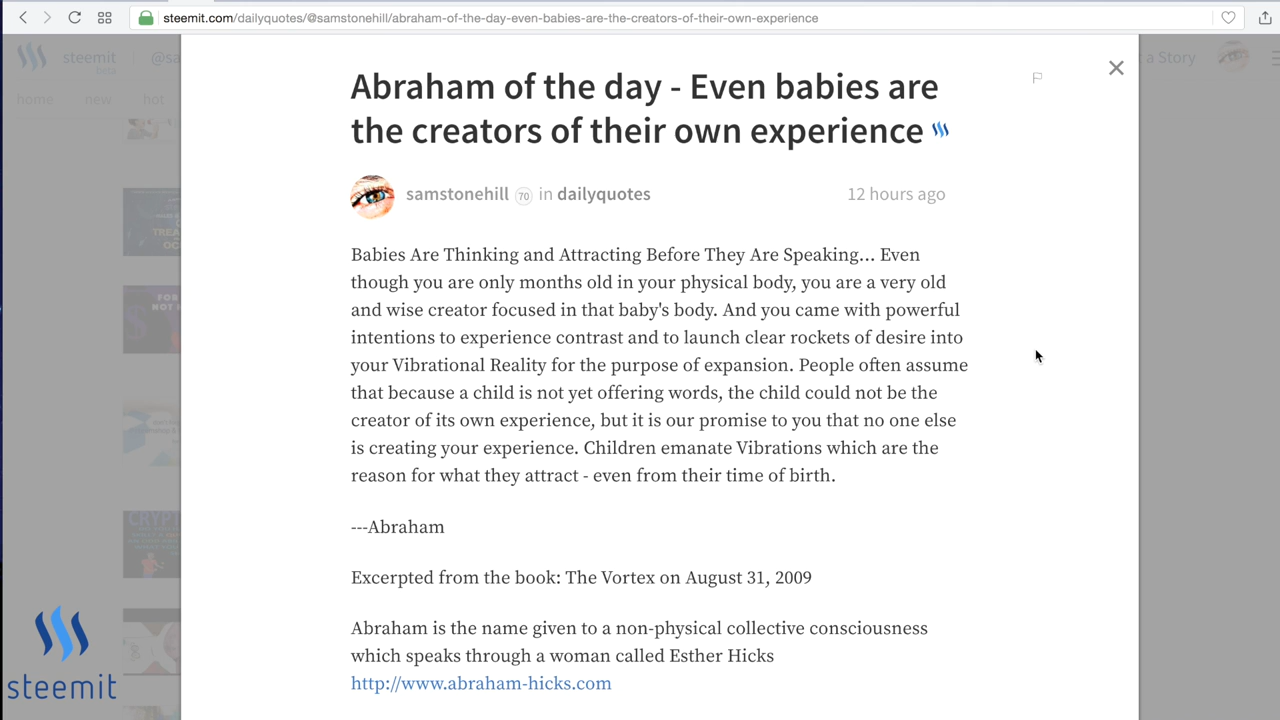 steemit.com/dailyquotes/@samstonehill/abraham-of-the-day-even-babies-are-the-creators-of-their-own-experience
steemit
beta
@sa
t a Story
home new hot
Abraham of the day - Even babies are
the creators of their own experience
samstonehill 70 in dailyquotes 12 hours ago
Babies Are Thinking and Attracting Before They Are Speaking... Even
though you are only months old in your physical body, you are a very old
and wise creator focused in that baby's body. And you came with powerful
intentions to experience contrast and to launch clear rockets of desire into
your Vibrational Reality for the purpose of expansion. People often assume
that because a child is not yet offering words, the child could not be the
creator of its own experience, but it is our promise to you that no one else
is creating your experience. Children emanate Vibrations which are the
reason for what they attract - even from their time of birth.
---Abraham
Excerpted from the book: The Vortex on August 31, 2009
Abraham is the name given to a non-physical collective consciousness
which speaks through a woman called Esther Hicks
http://www.abraham-hicks.com
CRYPT
steemit